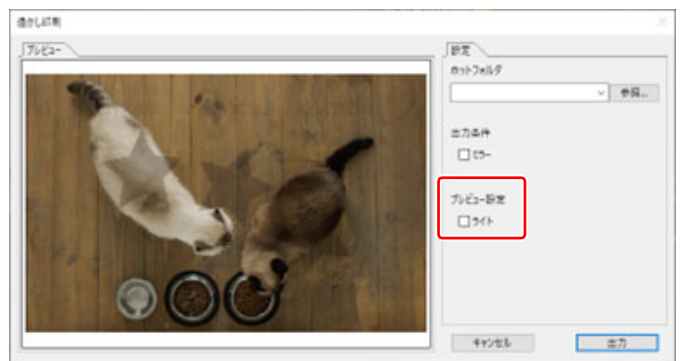 透かし印刷
プレビュー
設定
ホットフォルダ
参照...
出力条件
ミラー
プレビュー設定
ライト
キャンセル
出力